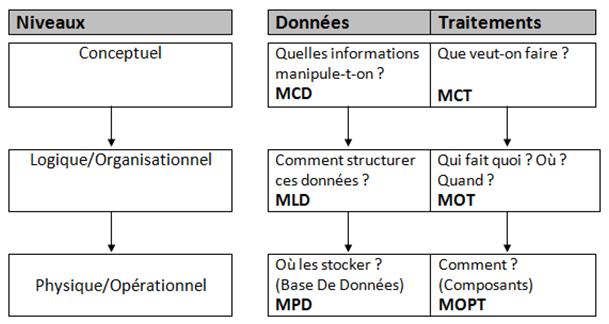 Niveaux
Données
Traitements
Conceptuel
Quelles informations
manipule-t-on ?
MCD
Que veut-on faire ?
MCT
Logique/Organisationnel
Comment structurer
ces données ?
MLD
Qui fait quoi ? Où ?
Quand ?
MOT
Physique/Opérationnel
Où les stocker ?
(Base De Données)
MPD
Comment ?
(Composants)
MOPT